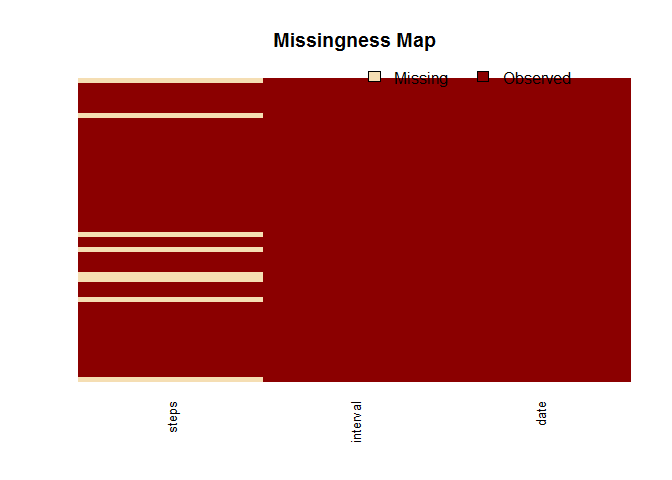 Missingness Map
Missing Observed
steps
interval
date